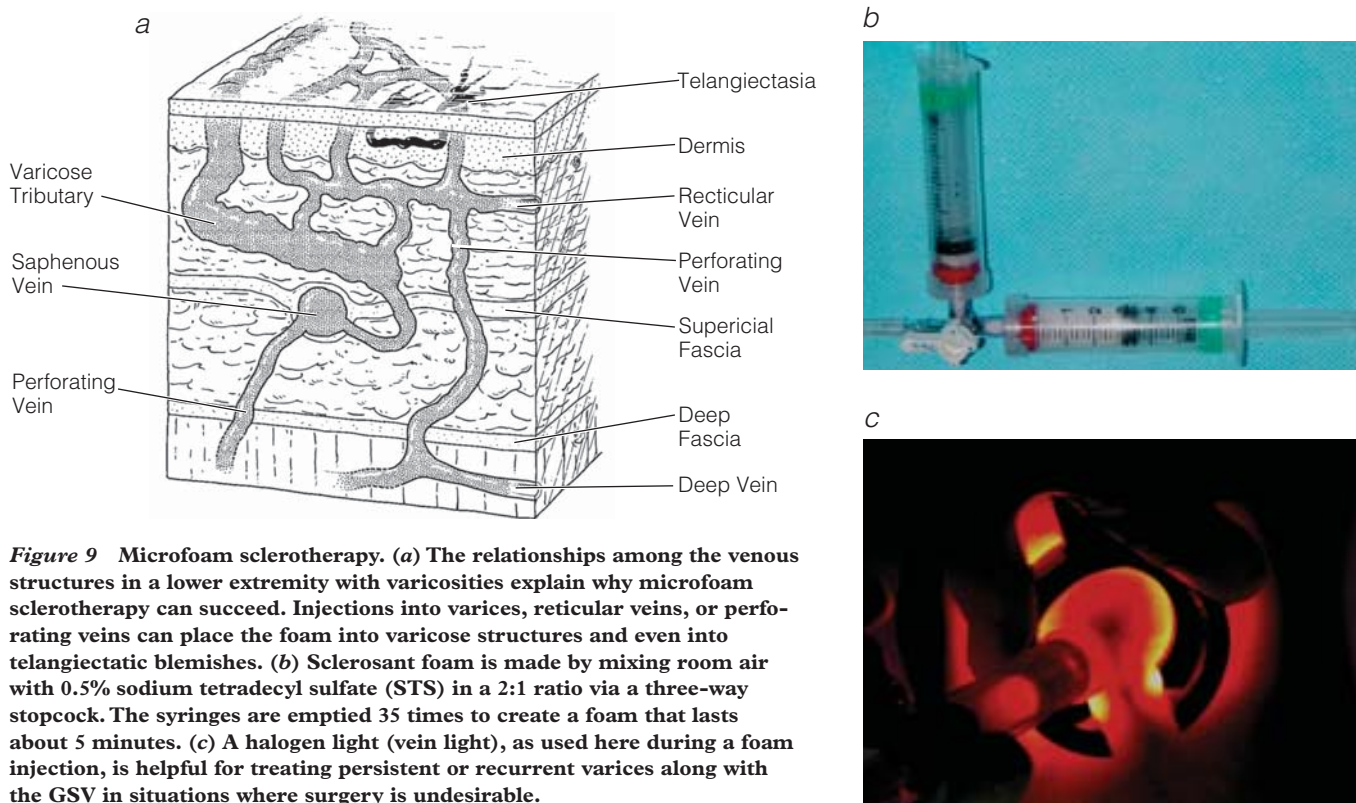 a
Telangiectasia
Dermis
Recticular
Vein
Perforating
Vein
Supericial
Fascia
Deep
Fascia
Deep Vein
Varicose
Tributary
Saphenous
Vein
Perforating
Vein
b
c
Figure 9 Microfoam sclerotherapy. (a) The relationships among the venous
structures in a lower extremity with varicosities explain why microfoam
sclerotherapy can succeed. Injections into varices, reticular veins, or perfo-
rating veins can place the foam into varicose structures and even into
telangiectatic blemishes. (b) Sclerosant foam is made by mixing room air
with 0.5% sodium tetradecyl sulfate (STS) in a 2:1 ratio via a three-way
stopcock. The syringes are emptied 35 times to create a foam that lasts
about 5 minutes. (c) A halogen light (vein light), as used here during a foam
injection, is helpful for treating persistent or recurrent varices along with
the GSV in situations where surgery is undesirable.